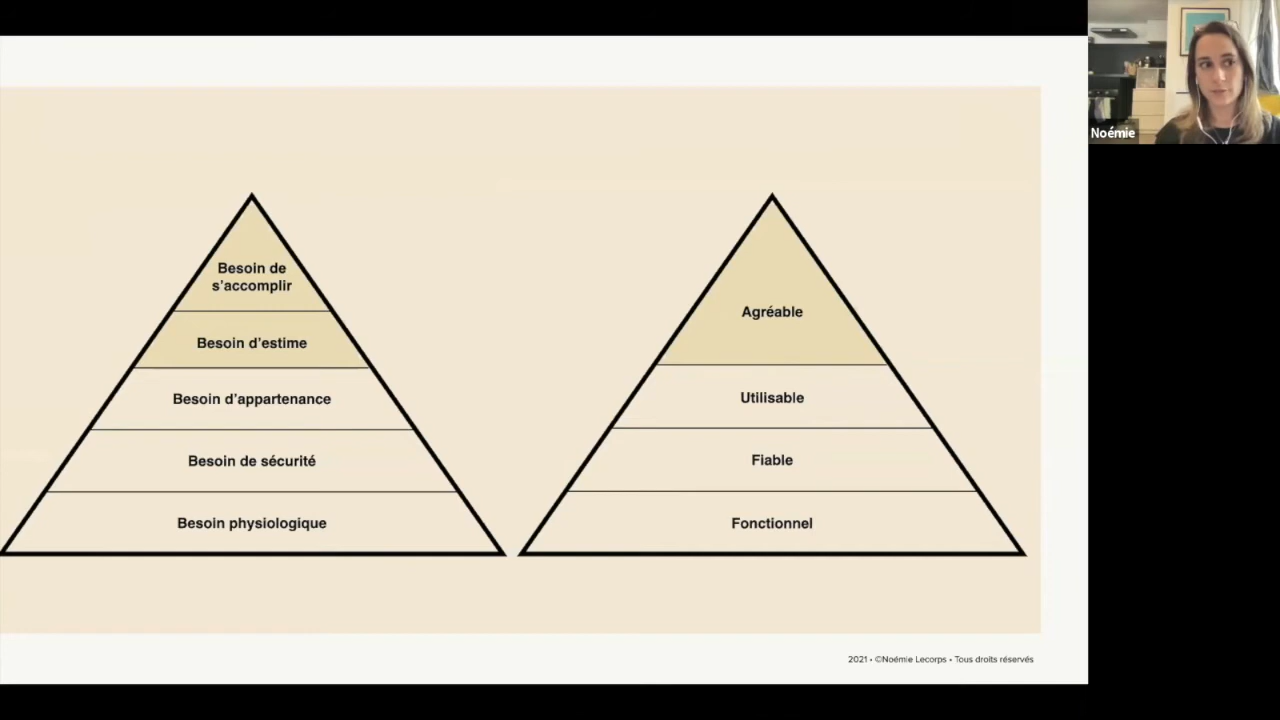 Noémie
Besoin de
s'accomplir
Besoin d'estime
Besoin d'appartenance
Besoin de sécurité
Besoin physiologique
Agréable
Utilisable
Fiable
Fonctionnel
2021 • ©Noémie Lecorps • Tous droits réservés